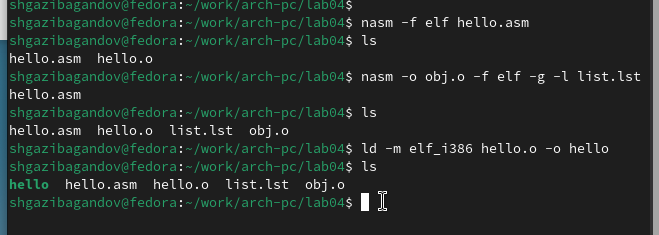 shgazibagandov@fedora:~/work/arch-pc/lab04$
shgazibagandov@fedora:~/work/arch-pc/lab04$ nasm -f elf hello.asm
shgazibagandov@fedora:~/work/arch-pc/lab04$ ls
hello.asm  hello.o
shgazibagandov@fedora:~/work/arch-pc/lab04$ nasm -o obj.o -f elf -g -l list.lst
hello.asm
shgazibagandov@fedora:~/work/arch-pc/lab04$ ls
hello.asm  hello.o  list.lst  obj.o
shgazibagandov@fedora:~/work/arch-pc/lab04$ ld -m elf_i386 hello.o -o hello
shgazibagandov@fedora:~/work/arch-pc/lab04$ ls
hello  hello.asm  hello.o  list.lst  obj.o
shgazibagandov@fedora:~/work/arch-pc/lab04$